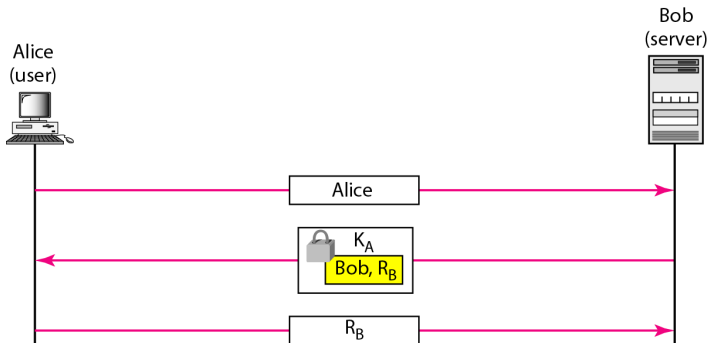 Alice
(user)
Bob
(server)
Alice
K_A
Bob, R_B
R_B